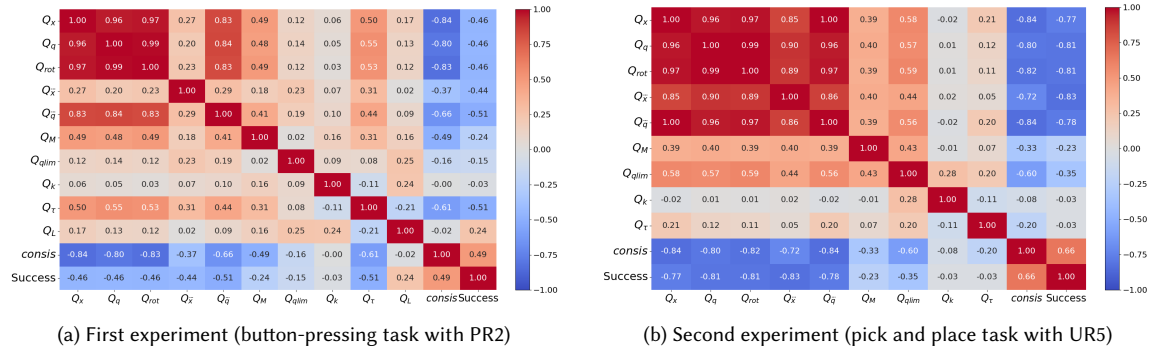 Q_x 1.00 0.96 0.97 0.27 0.83 0.49 0.12 0.06 0.50 0.17 -0.84 -0.46
Q_q 0.96 1.00 0.99 0.20 0.84 0.48 0.14 0.05 0.55 0.13 -0.80 -0.46
Q_rot 0.97 0.99 1.00 0.23 0.83 0.49 0.12 0.03 0.53 0.12 -0.83 -0.46
Q_ẍ 0.27 0.20 0.23 1.00 0.29 0.18 0.23 0.07 0.31 0.02 -0.37 -0.44
Q_q̈ 0.83 0.84 0.83 0.29 1.00 0.41 0.19 0.10 0.44 0.09 -0.66 -0.51
Q_M 0.49 0.48 0.49 0.18 0.41 1.00 0.02 0.16 0.31 0.16 -0.49 -0.24
Q_qlim 0.12 0.14 0.12 0.23 0.19 0.02 1.00 0.09 0.08 0.25 -0.16 -0.15
Q_k 0.06 0.05 0.03 0.07 0.10 0.16 0.09 1.00 -0.11 0.24 -0.00 -0.03
Q_τ 0.50 0.55 0.53 0.31 0.44 0.31 0.08 -0.11 1.00 -0.21 -0.61 -0.51
Q_L 0.17 0.13 0.12 0.02 0.09 0.16 0.25 0.24 -0.21 1.00 -0.02 0.24
consis -0.84 -0.80 -0.83 -0.37 -0.66 -0.49 -0.16 -0.00 -0.61 -0.02 1.00 0.49
Success -0.46 -0.46 -0.46 -0.44 -0.51 -0.24 -0.15 -0.03 -0.51 0.24 0.49 1.00
Q_x Q_q Q_rot Q_ẍ Q_q̈ Q_M Q_qlim Q_k Q_τ Q_L consis Success
1.00
0.75
0.50
0.25
0.00
-0.25
-0.50
-0.75
-1.00
(a) First experiment (button-pressing task with PR2)
Q_x 1.00 0.96 0.97 0.85 1.00 0.39 0.58 -0.02 0.21 -0.84 -0.77
Q_q 0.96 1.00 0.99 0.90 0.96 0.40 0.57 0.01 0.12 -0.80 -0.81
Q_rot 0.97 0.99 1.00 0.89 0.97 0.39 0.59 0.01 0.11 -0.82 -0.81
Q_ẍ 0.85 0.90 0.89 1.00 0.86 0.40 0.44 0.02 0.05 -0.72 -0.83
Q_q̈ 1.00 0.96 0.97 0.86 1.00 0.39 0.56 -0.02 0.20 -0.84 -0.78
Q_M 0.39 0.40 0.39 0.40 0.39 1.00 0.43 -0.01 0.07 -0.33 -0.23
Q_qlim 0.58 0.57 0.59 0.44 0.56 0.43 1.00 0.28 0.20 -0.60 -0.35
Q_k -0.02 0.01 0.01 0.02 -0.02 -0.01 0.28 1.00 -0.11 -0.08 -0.03
Q_τ 0.21 0.12 0.11 0.05 0.20 0.07 0.20 -0.11 1.00 -0.20 -0.03
consis -0.84 -0.80 -0.82 -0.72 -0.84 -0.33 -0.60 -0.08 -0.20 1.00 0.66
Success -0.77 -0.81 -0.81 -0.83 -0.78 -0.23 -0.35 -0.03 -0.03 0.66 1.00
Q_x Q_q Q_rot Q_ẍ Q_q̈ Q_M Q_qlim Q_k Q_τ consis Success
1.00
0.75
0.50
0.25
0.00
-0.25
-0.50
-0.75
-1.00
(b) Second experiment (pick and place task with UR5)